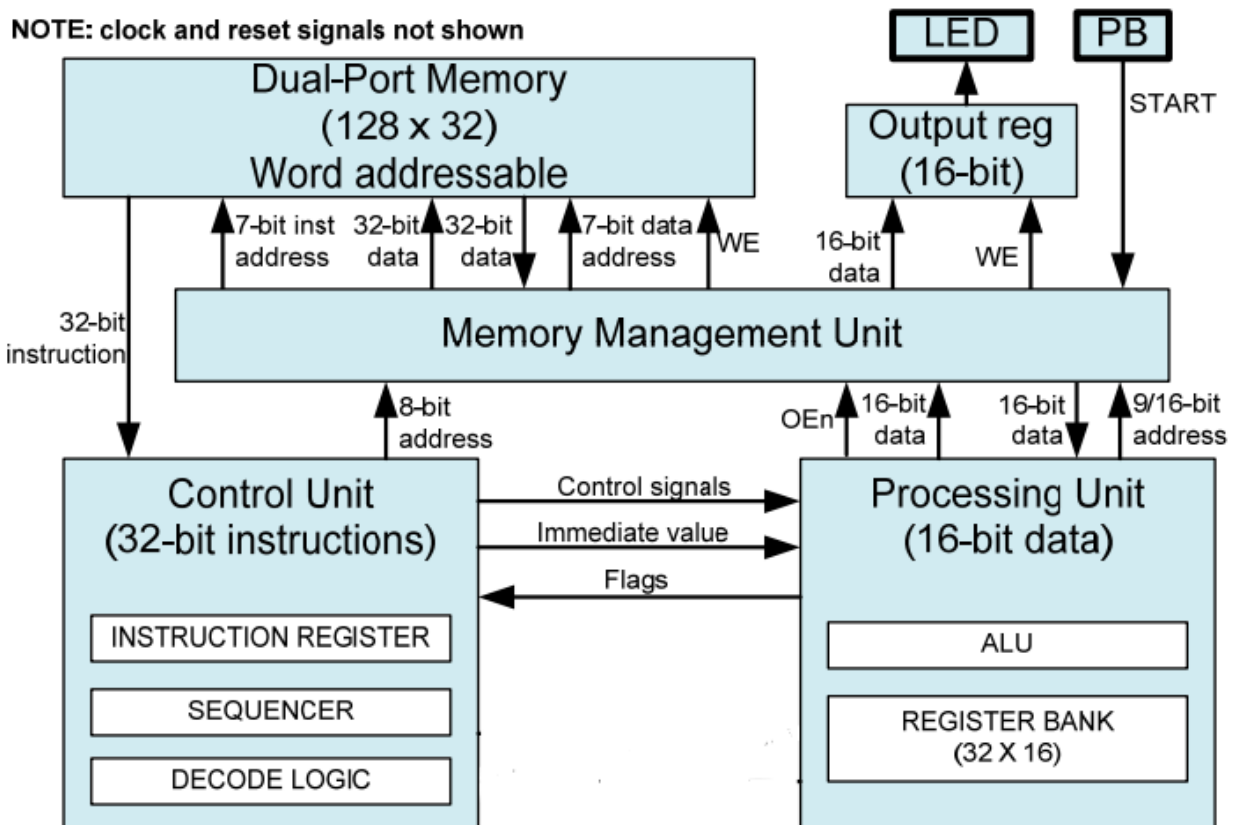 NOTE: clock and reset signals not shown
LED
PB
START
Dual-Port Memory
(128 x 32)
Word addressable
Output reg
(16-bit)
7-bit inst
address
32-bit
data
32-bit
data
7-bit data
address
WE
16-bit
data
WE
32-bit
instruction
Memory Management Unit
8-bit
address
OEn
16-bit
data
16-bit
data
9/16-bit
address
Control Unit
(32-bit instructions)
Control signals
Immediate value
Flags
Processing Unit
(16-bit data)
INSTRUCTION REGISTER
SEQUENCER
DECODE LOGIC
ALU
REGISTER BANK
(32 X 16)